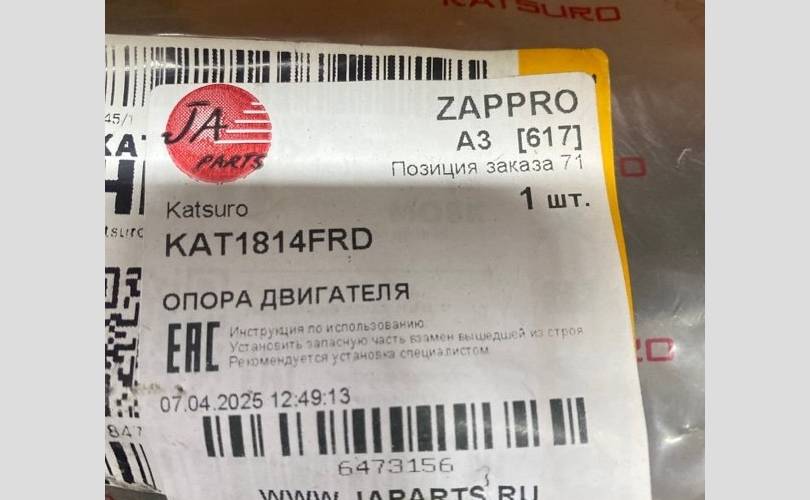 KATSURO
ZAPPRO
JA
PARTS
A3 [617]
Позиция заказа 71
1 шт.
Katsuro
KAT1814FRD
ОПОРА ДВИГАТЕЛЯ
EAC
Инструкция по использованию
Установить запасную часть взамен вышедшей из строя
Рекомендуется установка специалистом
07.04.2025 12:49:13
6473156
WWW.JAPARTS.RU